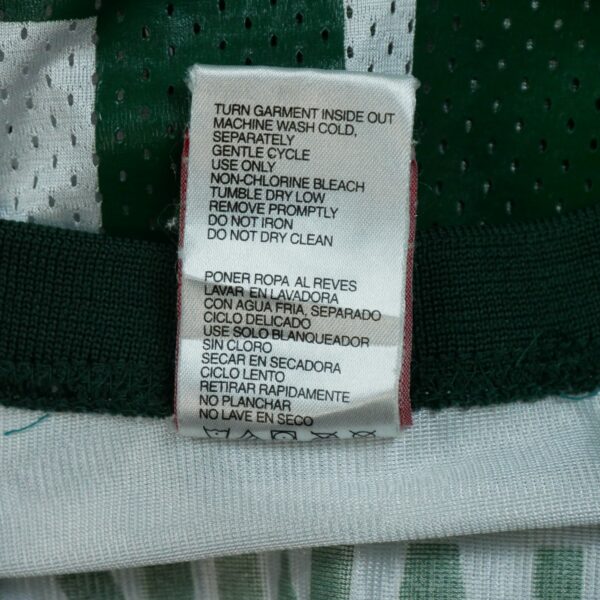 TURN GARMENT INSIDE OUT
MACHINE WASH COLD,
SEPARATELY
GENTLE CYCLE
USE ONLY
NON-CHLORINE BLEACH
TUMBLE DRY LOW
REMOVE PROMPTLY
DO NOT IRON
DO NOT DRY CLEAN
PONER ROPA AL REVES
LAVAR EN LAVADORA
CON AGUA FRIA, SEPARADO
CICLO DELICADO
USE SOLO BLANQUEADOR
SIN CLORO
SECAR EN SECADORA
CICLO LENTO
RETIRAR RAPIDAMENTE
NO PLANCHAR
NO LAVE EN SECO